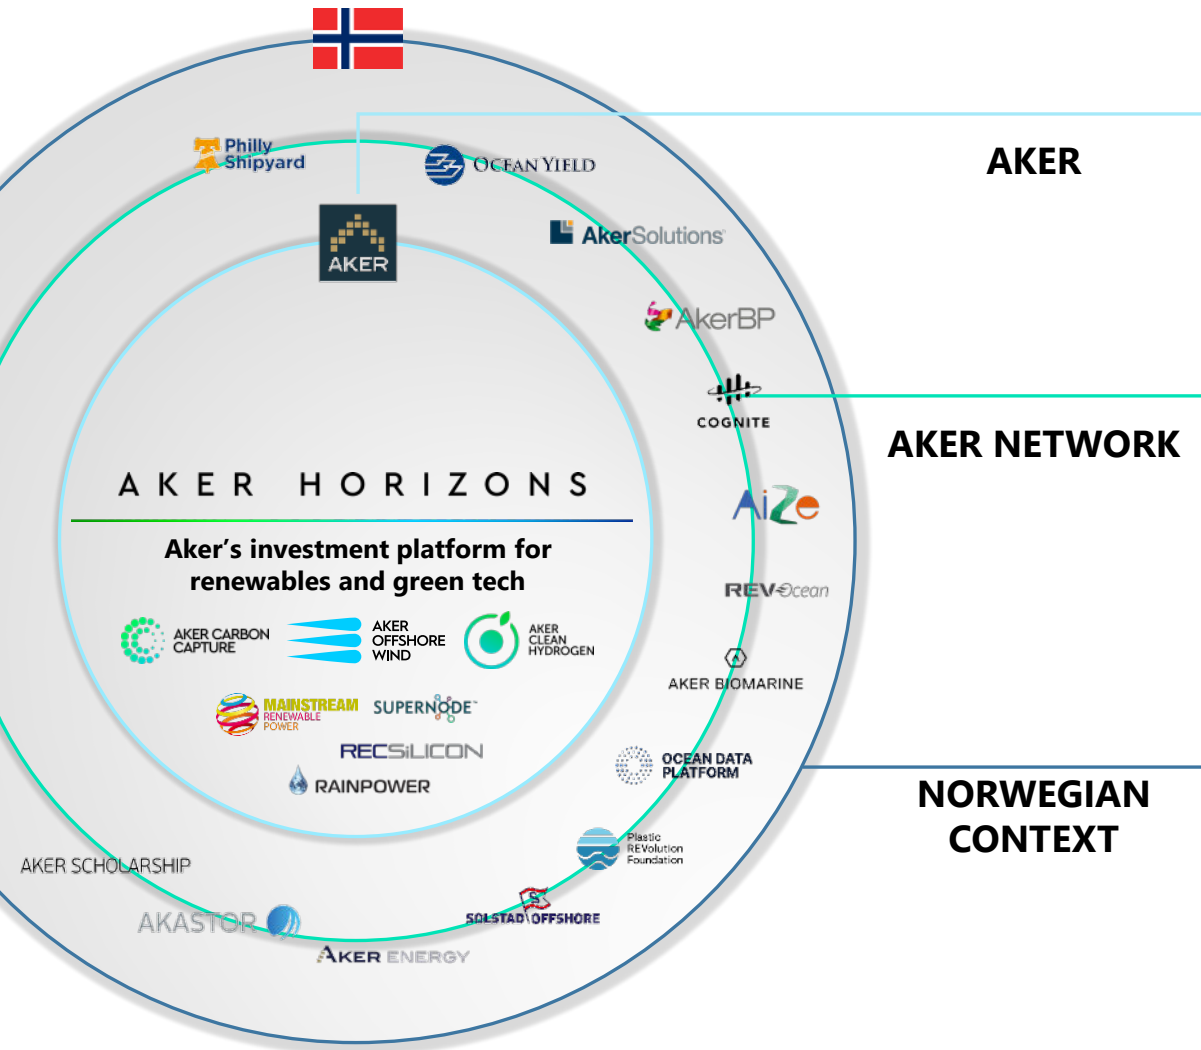 Philly
Shipyard
OCEAN YIELD
AKER
AKER
AkerSolutions
AkerBP
COGNITE
AKER NETWORK
AKER HORIZONS
Aize
Aker's investment platform for
renewables and green tech
REV Ocean
AKER CARBON
CAPTURE
AKER
OFFSHORE
WIND
AKER
CLEAN
HYDROGEN
AKER BIOMARINE
MAINSTREAM
RENEWABLE
POWER
SUPERNODE™
RECSILICON
OCEAN DATA
PLATFORM
RAINPOWER
NORWEGIAN
CONTEXT
Plastic
REVolution
Foundation
AKER SCHOLARSHIP
AKASTOR
S
SOLSTAD OFFSHORE
AKER ENERGY